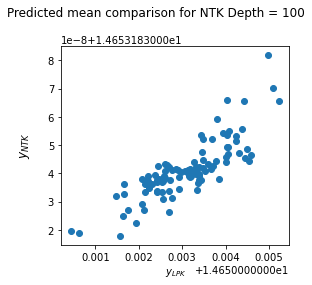 Predicted mean comparison for NTK Depth = 100
1e-8+1.4653183000e1
8
7
6
5
4
3
2
y_NTK
0.001 0.002 0.003 0.004 0.005
y_LPK +1.4650000000e1